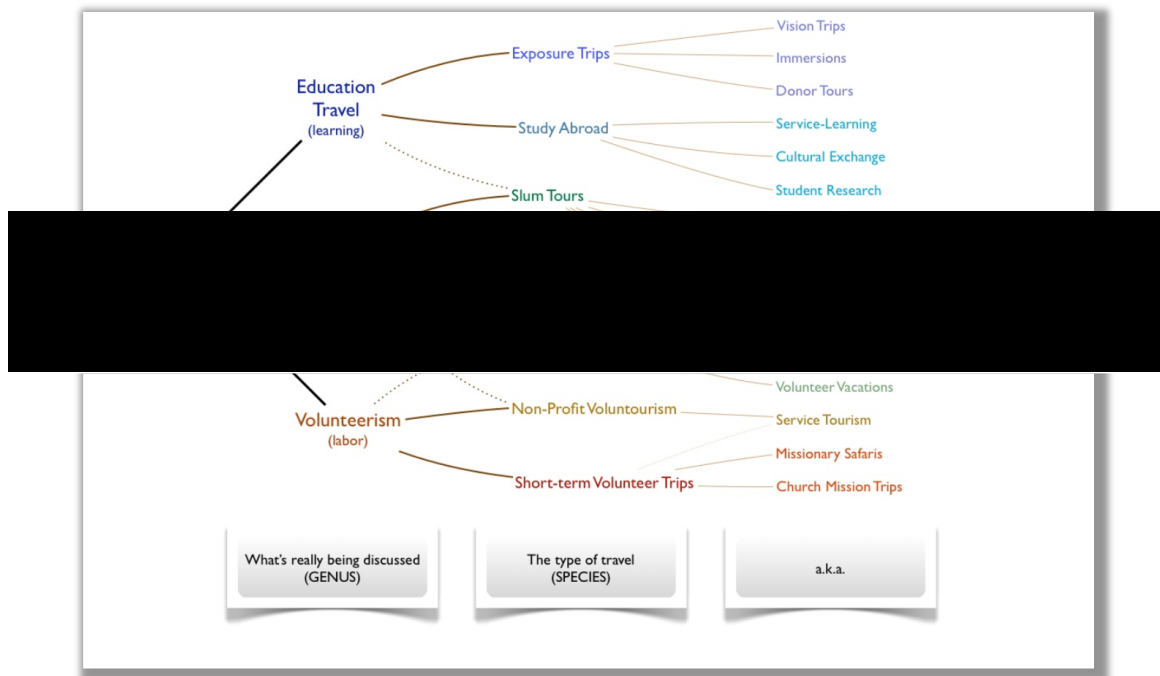 Vision Trips
Exposure Trips
Immersions
Education
Travel
(learning)
Donor Tours
Study Abroad
Service-Learning
Cultural Exchange
Student Research
Slum Tours
Volunteer Vacations
Volunteerism
(labor)
Non-Profit Voluntourism
Service Tourism
Missionary Safaris
Short-term Volunteer Trips
Church Mission Trips
What's really being discussed
(GENUS)
The type of travel
(SPECIES)
a.k.a.